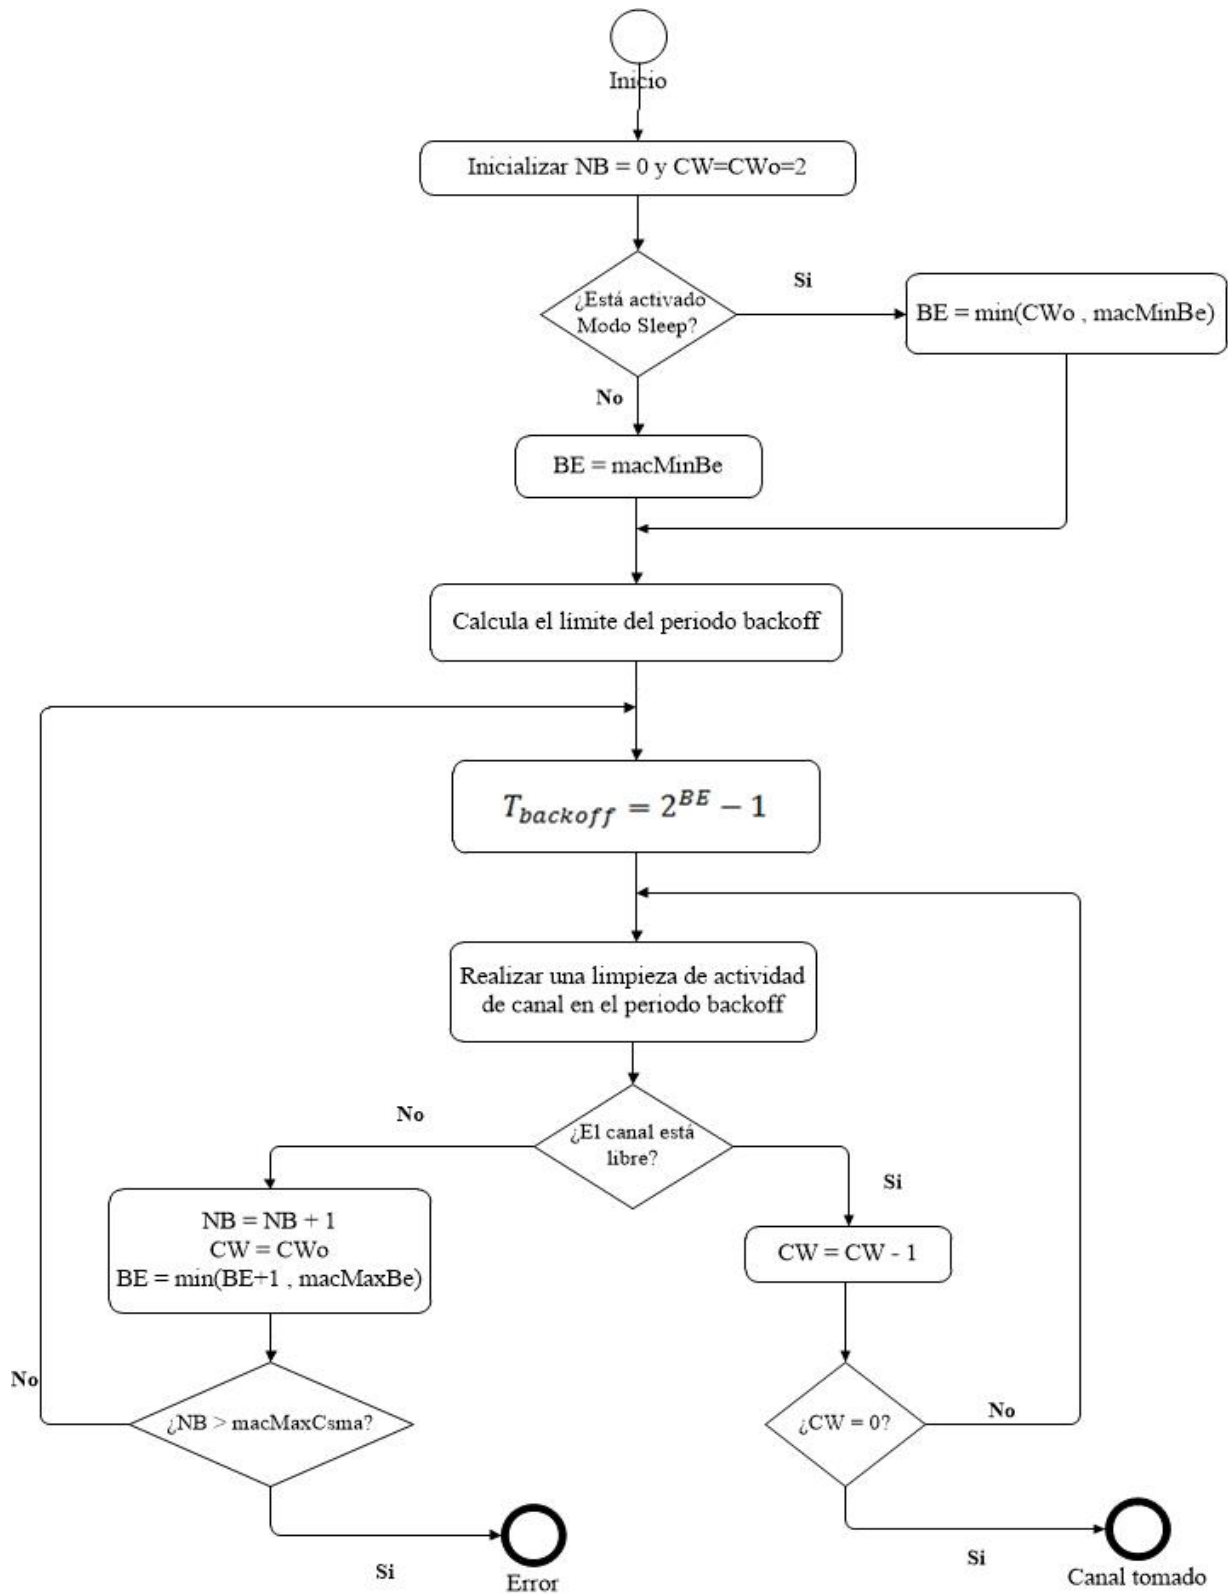 Inicio
Inicializar NB = 0 y CW=CWo=2
¿Está activado
Modo Sleep?
Si
BE = min(CWo , macMinBe)
No
BE = macMinBe
Calcula el límite del periodo backoff
T_{backoff} = 2^{BE} − 1
Realizar una limpieza de actividad
de canal en el periodo backoff
¿El canal está
libre?
No
Si
NB = NB + 1
CW = CWo
BE = min(BE+1 , macMaxBe)
CW = CW - 1
¿NB > macMaxCsma?
No
¿CW = 0?
No
Si
Error
Si
Canal tomado